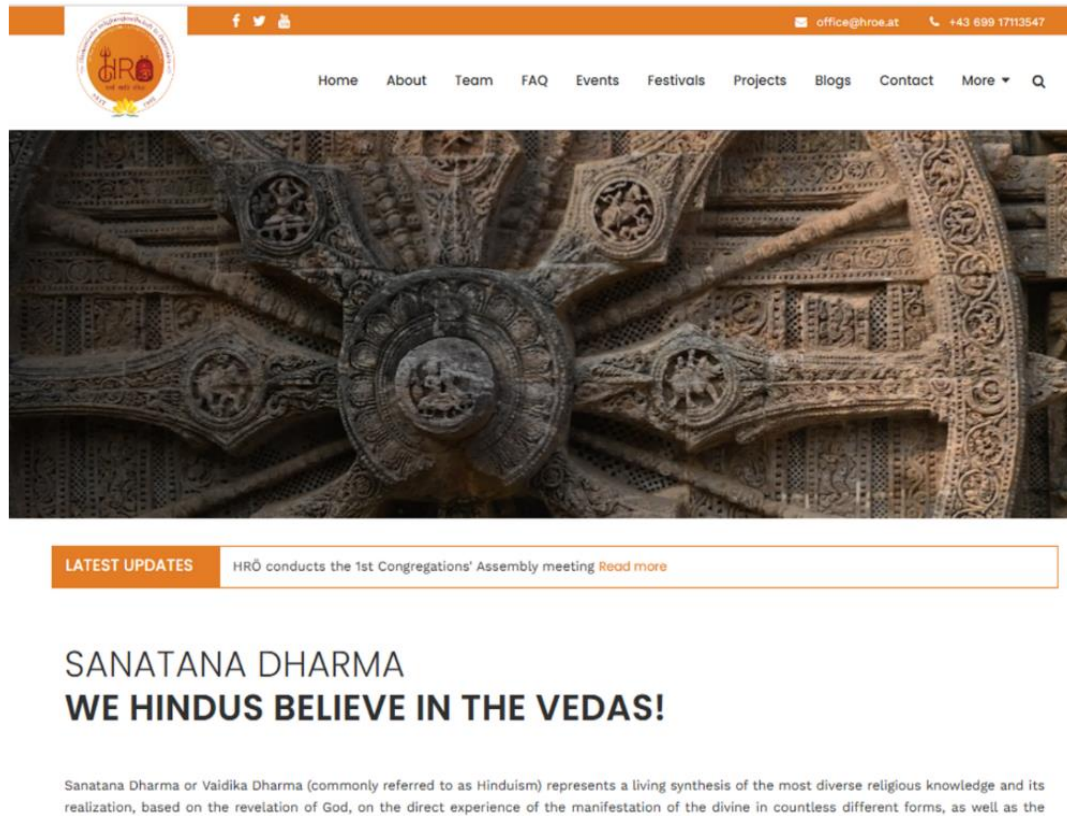 office@hroe.at +43 699 17113547
HRÖ
Home About Team FAQ Events Festivals Projects Blogs Contact More
LATEST UPDATES HRÖ conducts the 1st Congregations' Assembly meeting Read more
SANATANA DHARMA
WE HINDUS BELIEVE IN THE VEDAS!
Sanatana Dharma or Vaidika Dharma (commonly referred to as Hinduism) represents a living synthesis of the most diverse religious knowledge and its
realization, based on the revelation of God, on the direct experience of the manifestation of the divine in countless different forms, as well as the